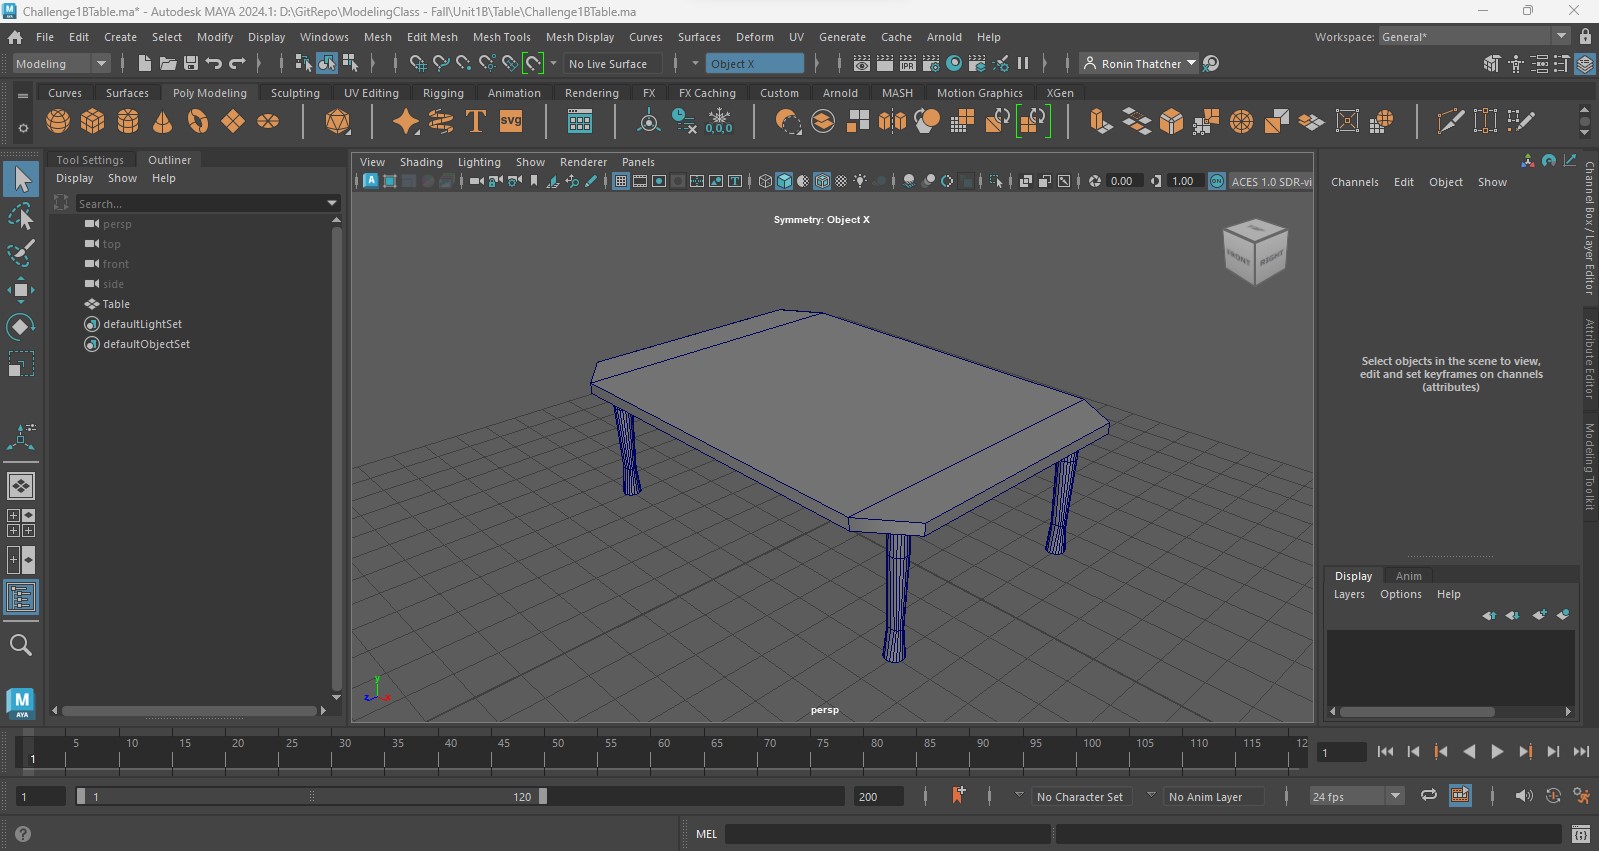 Challenge1BTable.ma* - Autodesk MAYA 2024.1: D:\GitRepo\ModelingClass - Fall\Unit1B\Table\Challenge1BTable.ma
File Edit Create Select Modify Display Windows Mesh Edit Mesh Mesh Tools Mesh Display Curves Surfaces Deform UV Generate Cache Arnold Help Workspace: General*
Modeling No Live Surface Object X IPR Ronin Thatcher
Curves Surfaces Poly Modeling Sculpting UV Editing Rigging Animation Rendering FX FX Caching Custom Arnold MASH Motion Graphics XGen
T SVG 0,0,0
Tool Settings Outliner
Display Show Help
Search...
persp
top
front
side
Table
defaultLightSet
defaultObjectSet
View Shading Lighting Show Renderer Panels
0.00 1.00 ON ACES 1.0 SDR-vi
Symmetry: Object X
FRONT RIGHT
y
z x
persp
Channels Edit Object Show
Select objects in the scene to view,
edit and set keyframes on channels
(attributes)
Channel Box / Layer Editor
Attribute Editor
Modeling Toolkit
Display Anim
Layers Options Help
M
AYA
5 10 15 20 25 30 35 40 45 50 55 60 65 70 75 80 85 90 95 100 105 110 115 12
1 1
1 1 120 200 No Character Set No Anim Layer 24 fps
MEL